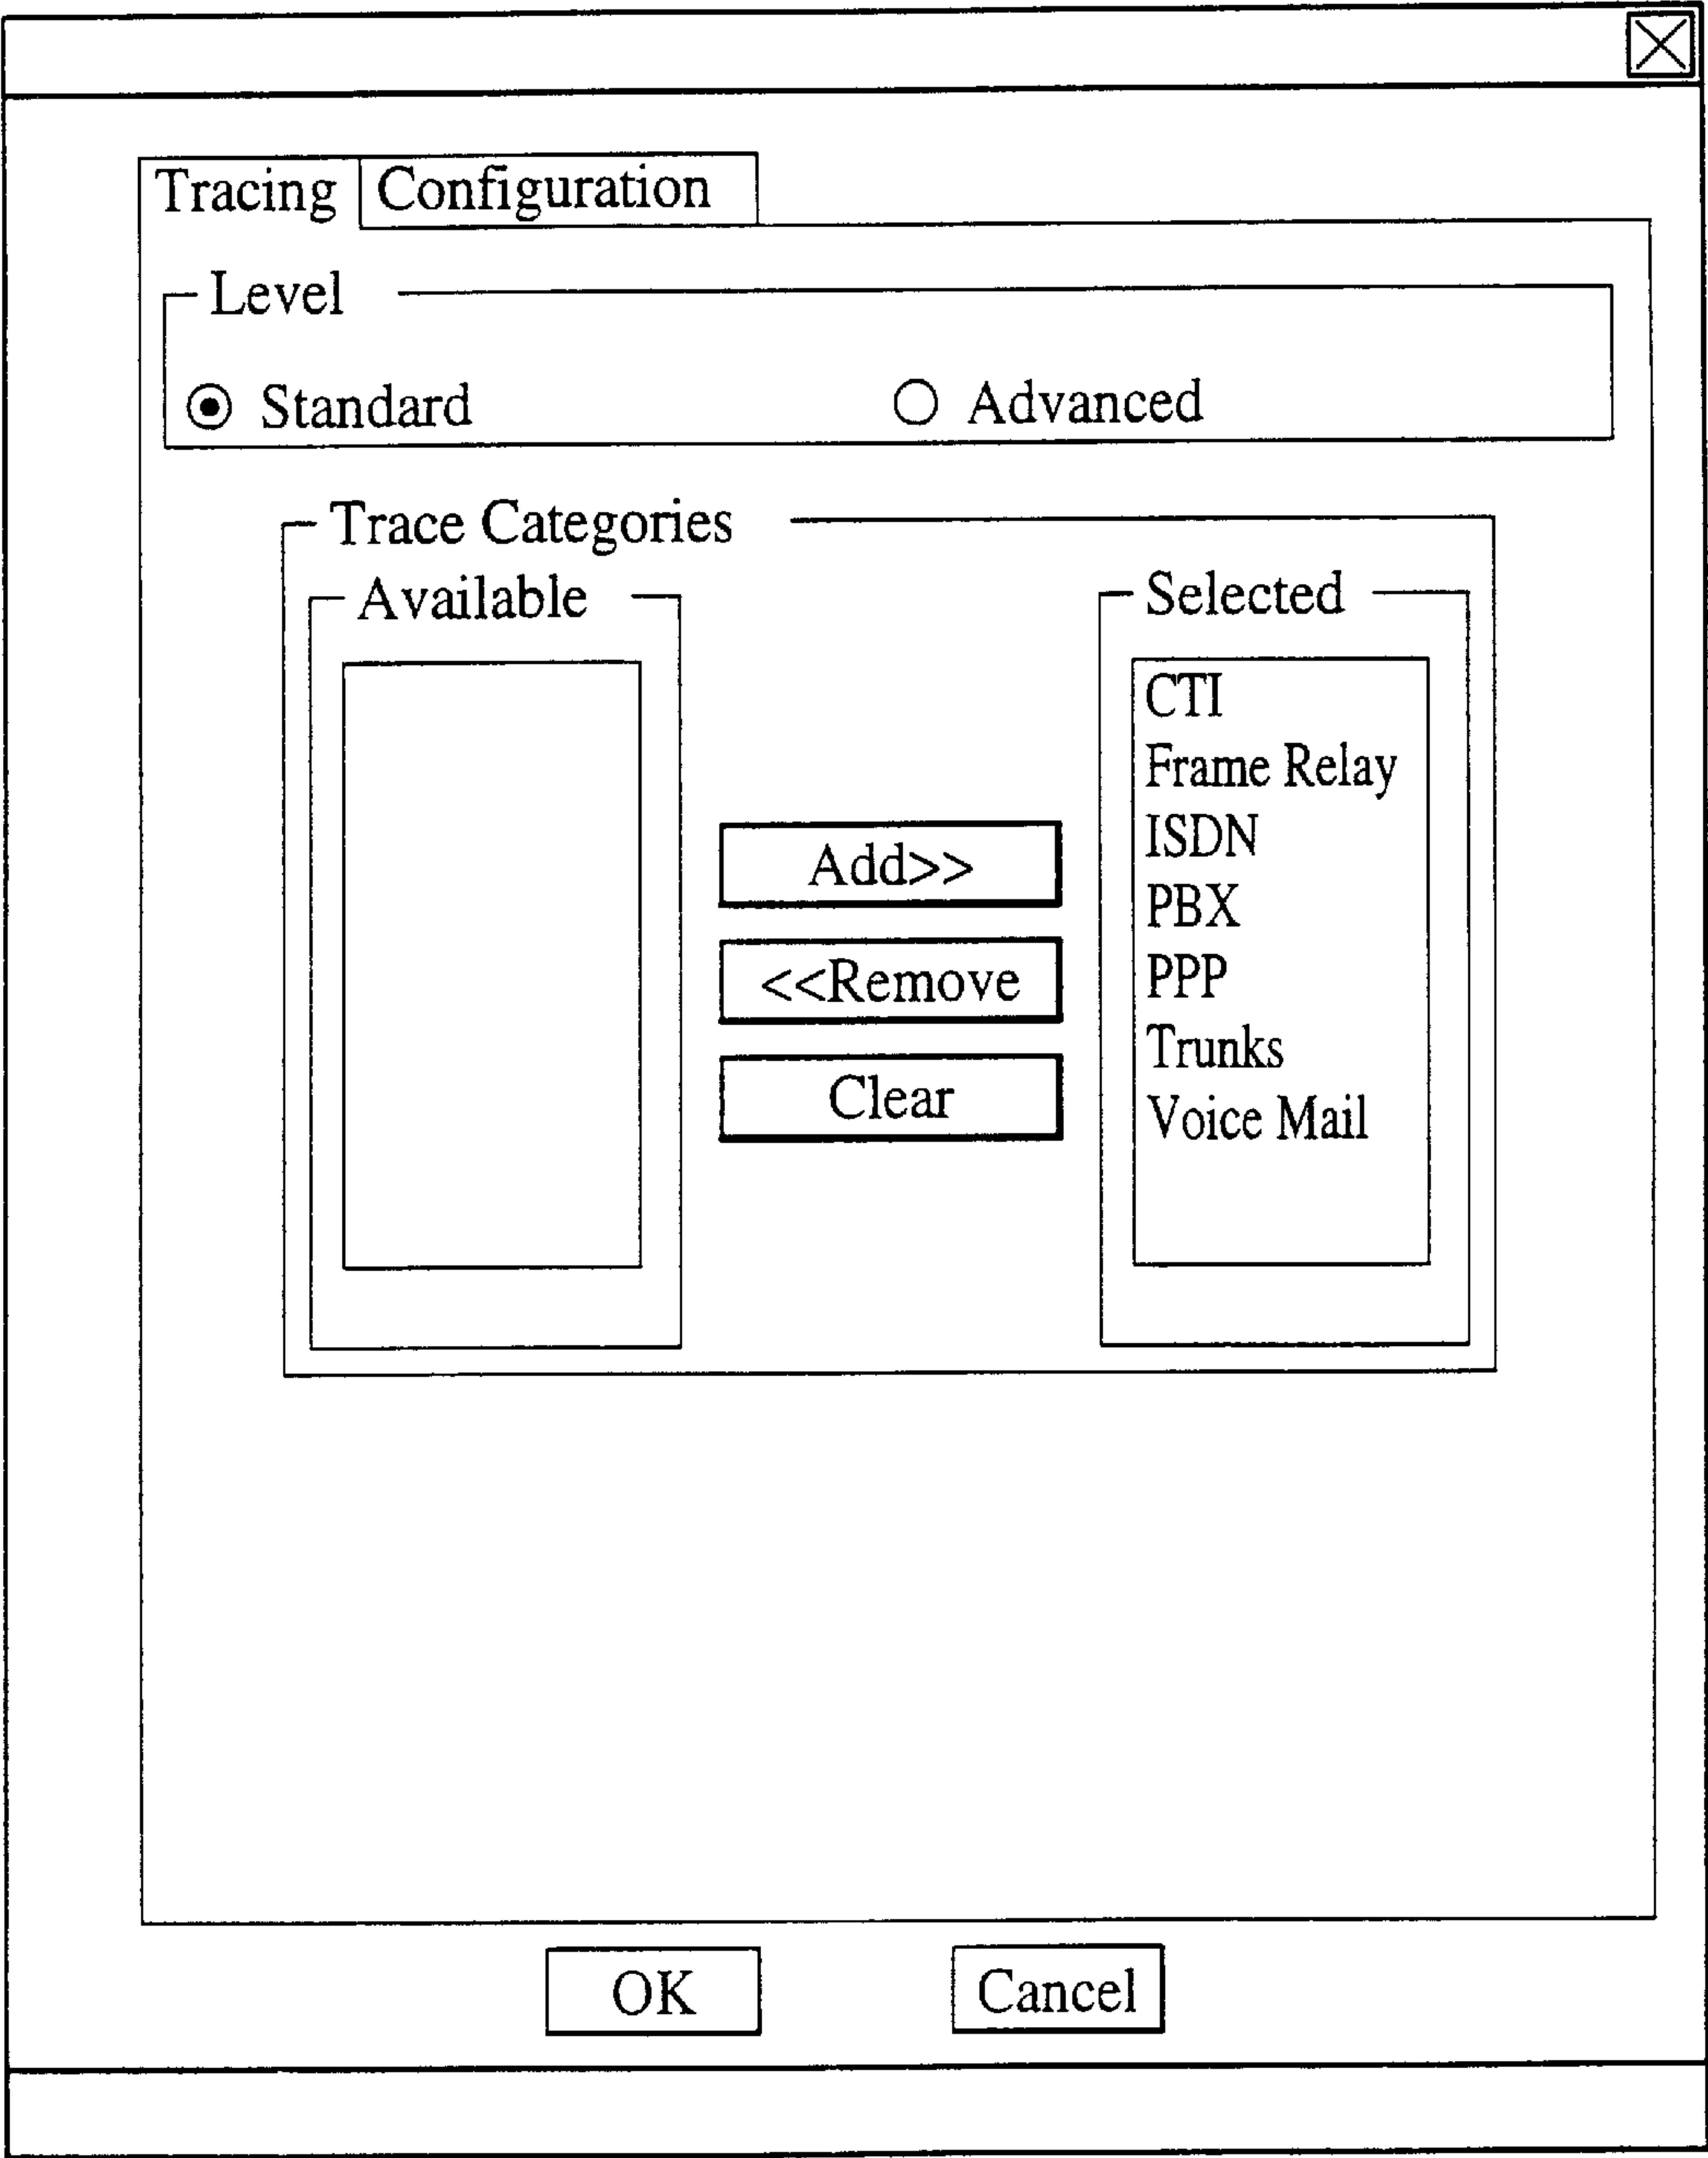 Tracing Configuration
Level
Standard Advanced
Trace Categories
Available
Selected
CTI
Frame Relay
ISDN
PBX
PPP
Trunks
Voice Mail
Add>>
<<Remove
Clear
OK Cancel